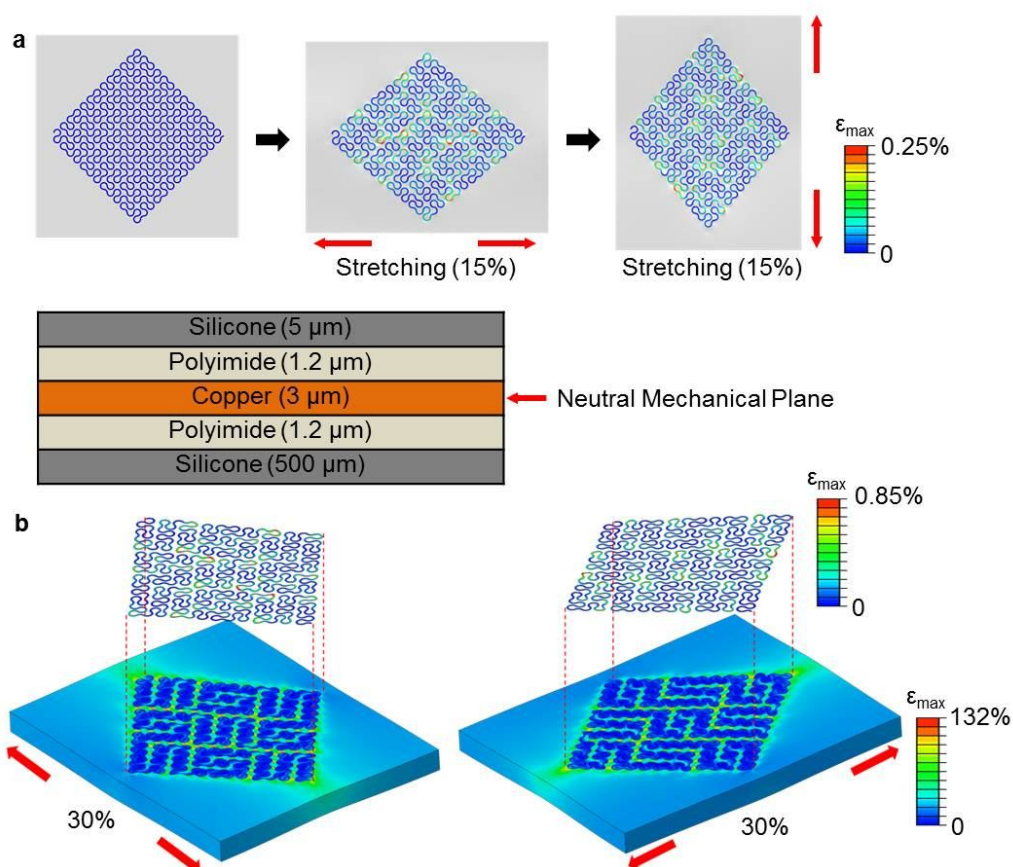 a
Stretching (15%)
Stretching (15%)
εmax
0.25%
0
Silicone (5 µm)
Polyimide (1.2 µm)
Copper (3 µm)
Neutral Mechanical Plane
Polyimide (1.2 µm)
Silicone (500 µm)
b
εmax
0.85%
0
30%
30%
εmax
132%
0